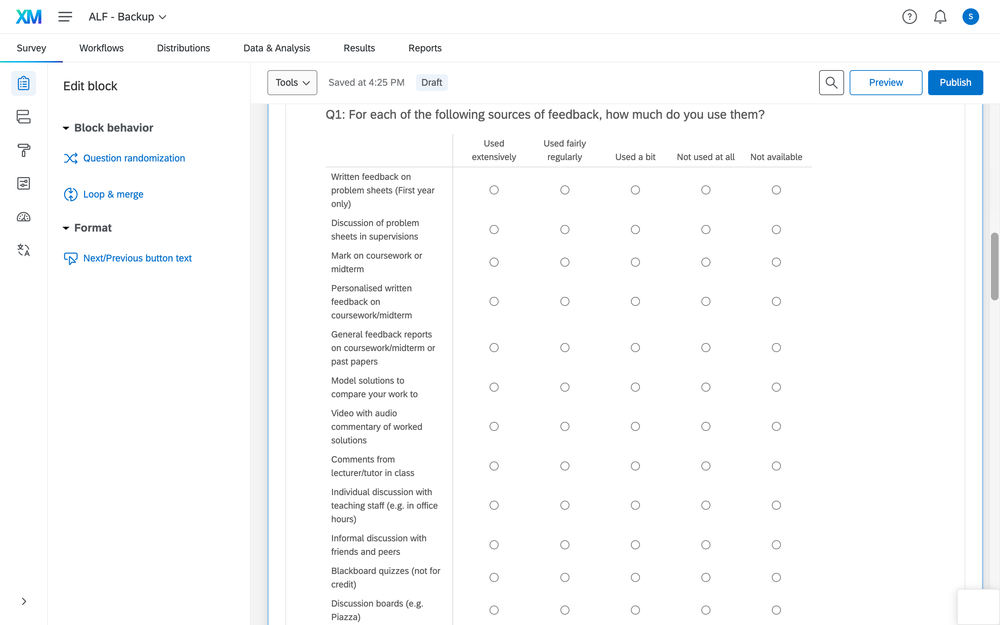 XM
ALF - Backup
?
S
Survey
Workflows
Distributions
Data & Analysis
Results
Reports
Edit block
Block behavior
Question randomization
Loop & merge
Format
Next/Previous button text
Tools
Saved at 4:25 PM
Draft
Preview
Publish
Q1: For each of the following sources of feedback, how much do you use them?
Used
extensively
Used fairly
regularly
Used a bit
Not used at all
Not available
Written feedback on
problem sheets (First year
only)
Discussion of problem
sheets in supervisions
Mark on coursework or
midterm
Personalised written
feedback on
coursework/midterm
General feedback reports
on coursework/midterm or
past papers
Model solutions to
compare your work to
Video with audio
commentary of worked
solutions
Comments from
lecturer/tutor in class
Individual discussion with
teaching staff (e.g. in office
hours)
Informal discussion with
friends and peers
Blackboard quizzes (not for
credit)
Discussion boards (e.g.
Piazza)